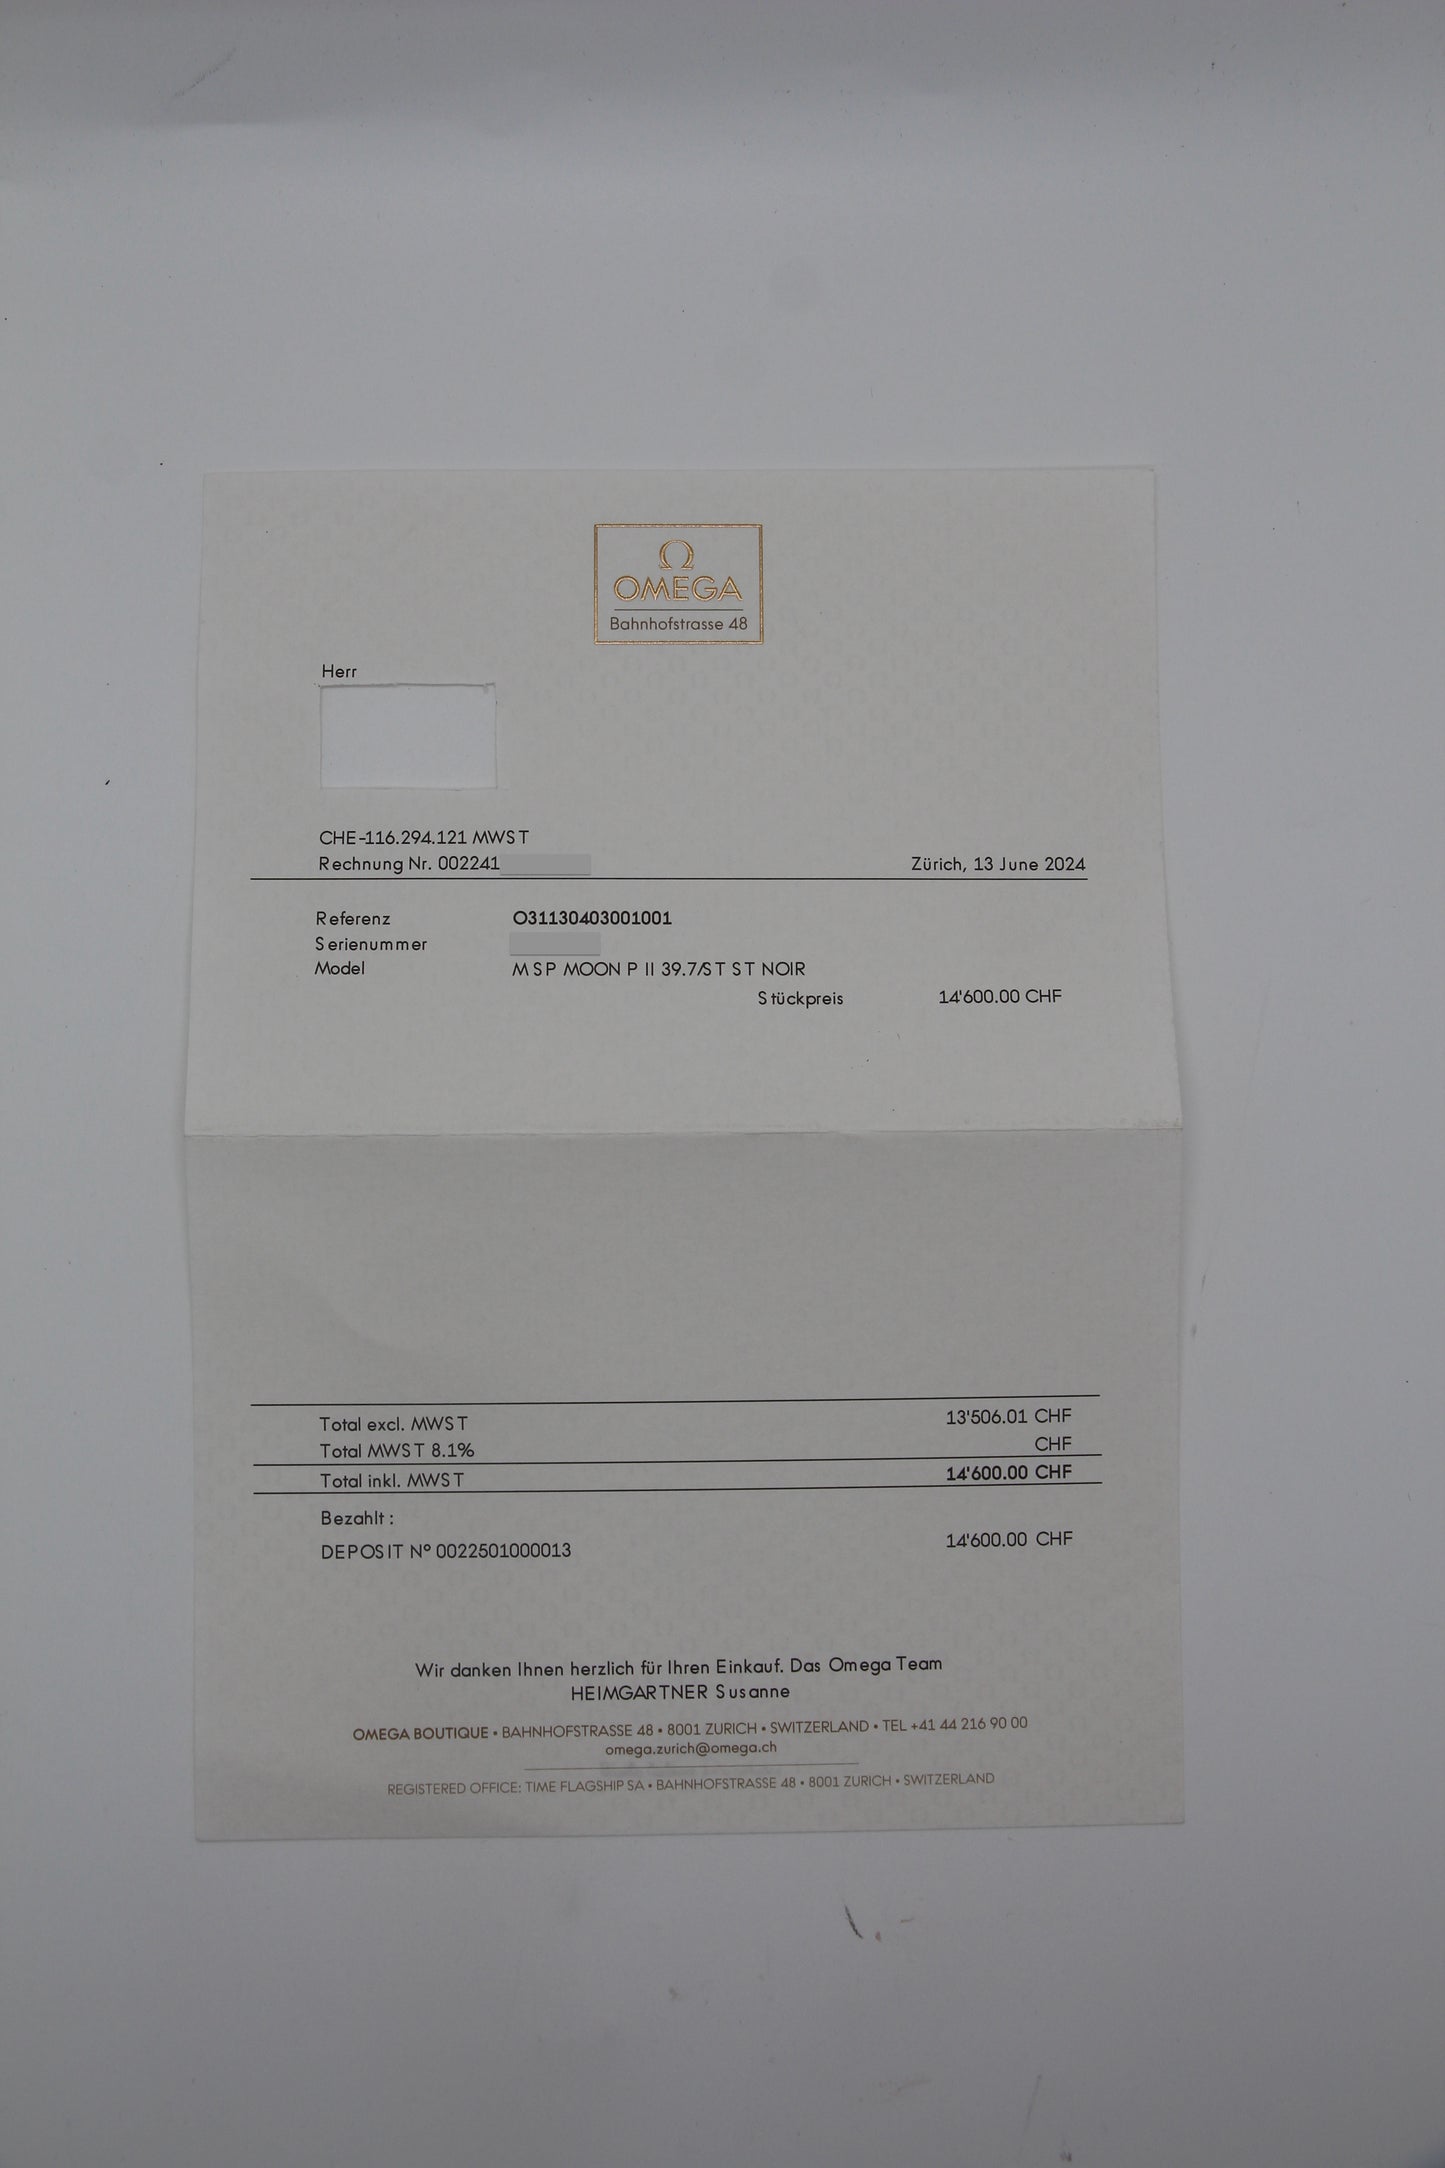 Ω
OMEGA
Bahnhofstrasse 48
Herr
CHE-116.294.121 MWST
Rechnung Nr. 002241
Zürich, 13 June 2024
Referenz O31130403001001
Serienummer
Model MSP MOON P II 39.7/ST ST NOIR
Stückpreis 14'600.00 CHF
Total excl. MWST 13'506.01 CHF
Total MWST 8.1% CHF
Total inkl. MWST 14'600.00 CHF
Bezahlt :
DEPOSIT N° 0022501000013 14'600.00 CHF
Wir danken Ihnen herzlich für Ihren Einkauf. Das Omega Team
HEIMGARTNER Susanne
OMEGA BOUTIQUE • BAHNHOFSTRASSE 48 • 8001 ZURICH • SWITZERLAND • TEL +41 44 216 90 00
omega.zurich@omega.ch
REGISTERED OFFICE: TIME FLAGSHIP SA • BAHNHOFSTRASSE 48 • 8001 ZURICH • SWITZERLAND